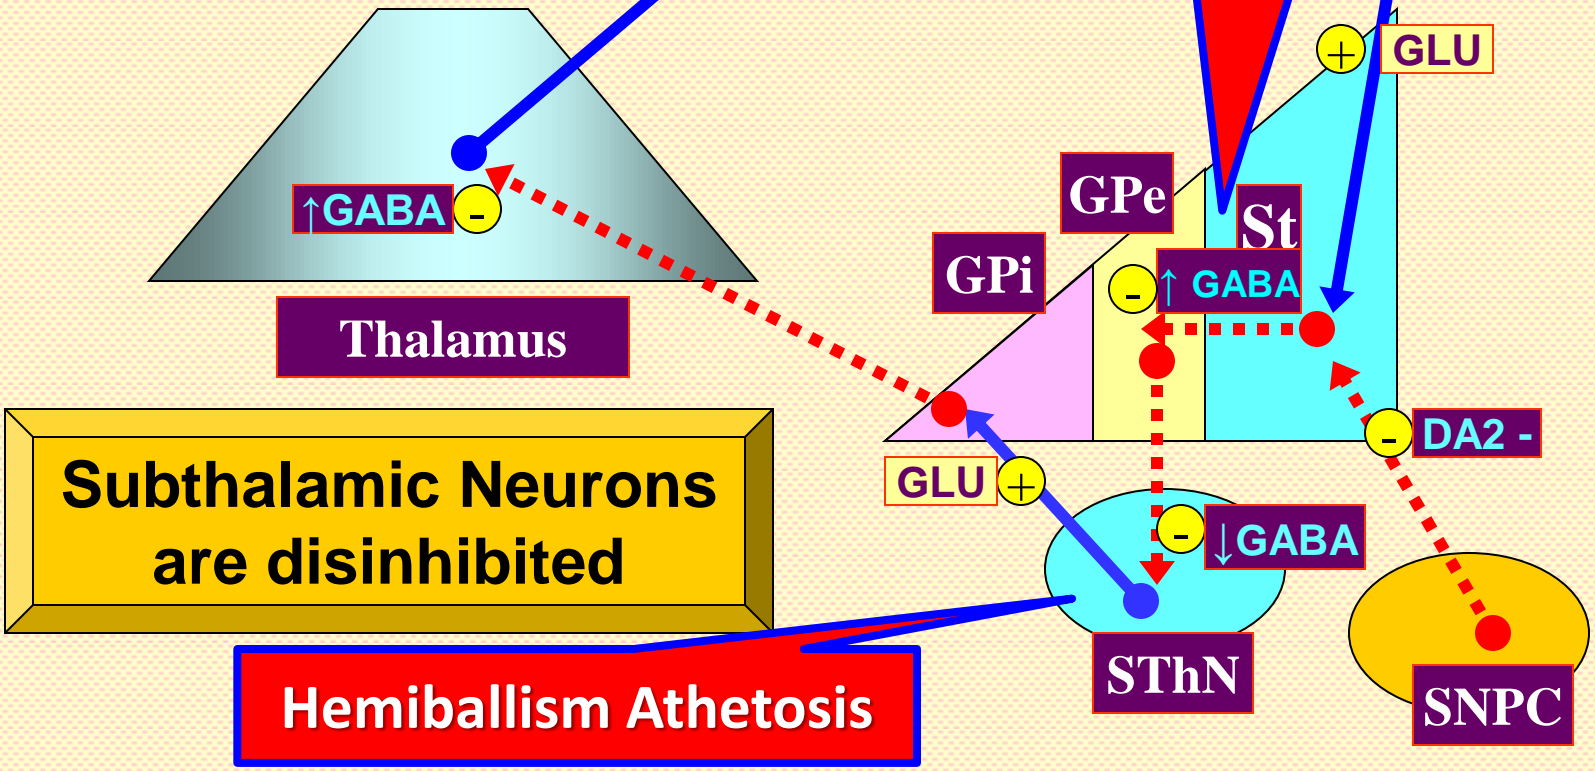 +
GLU
GPe
↑GABA
-
St
GPi
-
↑ GABA
Thalamus
-
DA2 -
Subthalamic Neurons
are disinhibited
GLU
+
-
↓GABA
SThN
Hemiballism Athetosis
SNPC